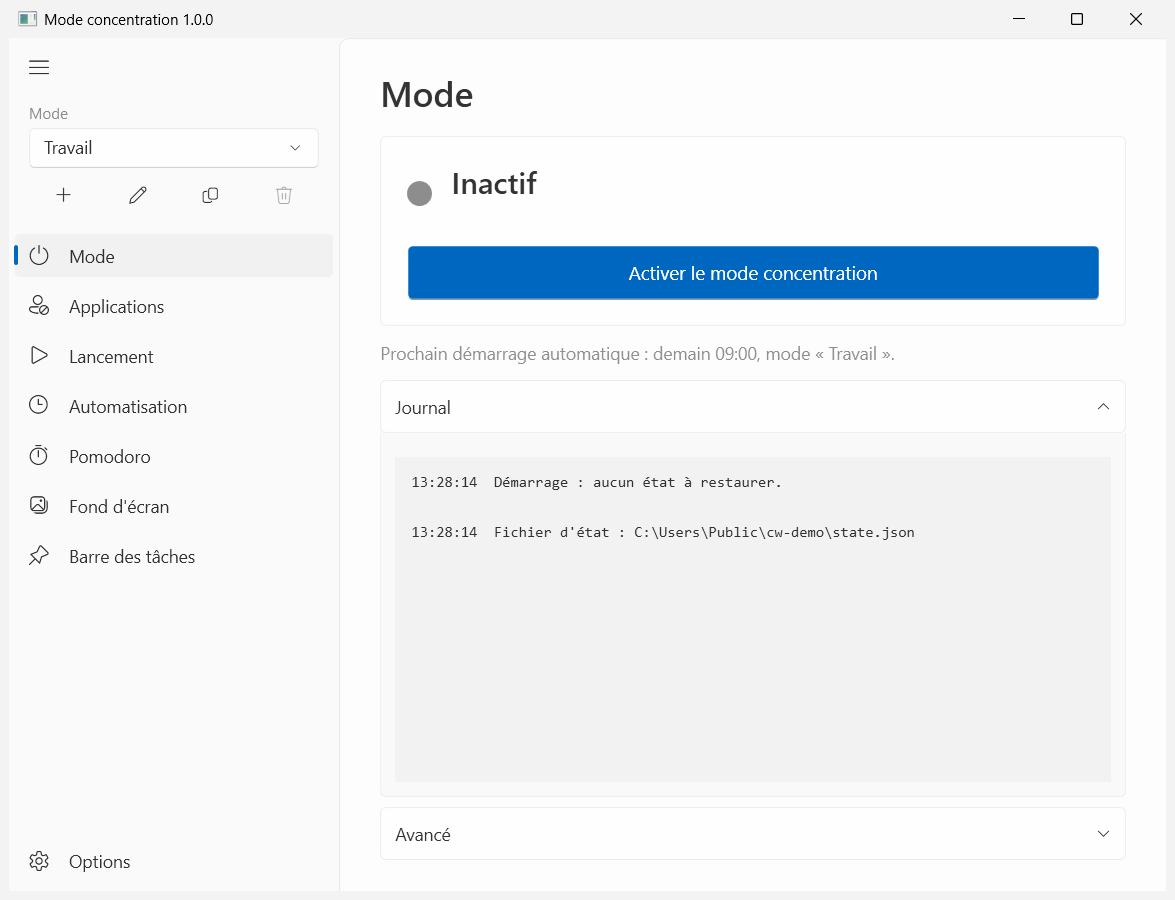 Mode concentration 1.0.0
Mode
Travail
Mode
Applications
Lancement
Automatisation
Pomodoro
Fond d'écran
Barre des tâches
Options
Mode
Inactif
Activer le mode concentration
Prochain démarrage automatique : demain 09:00, mode « Travail ».
Journal
13:28:14  Démarrage : aucun état à restaurer.
13:28:14  Fichier d'état : C:\Users\Public\cw-demo\state.json
Avancé